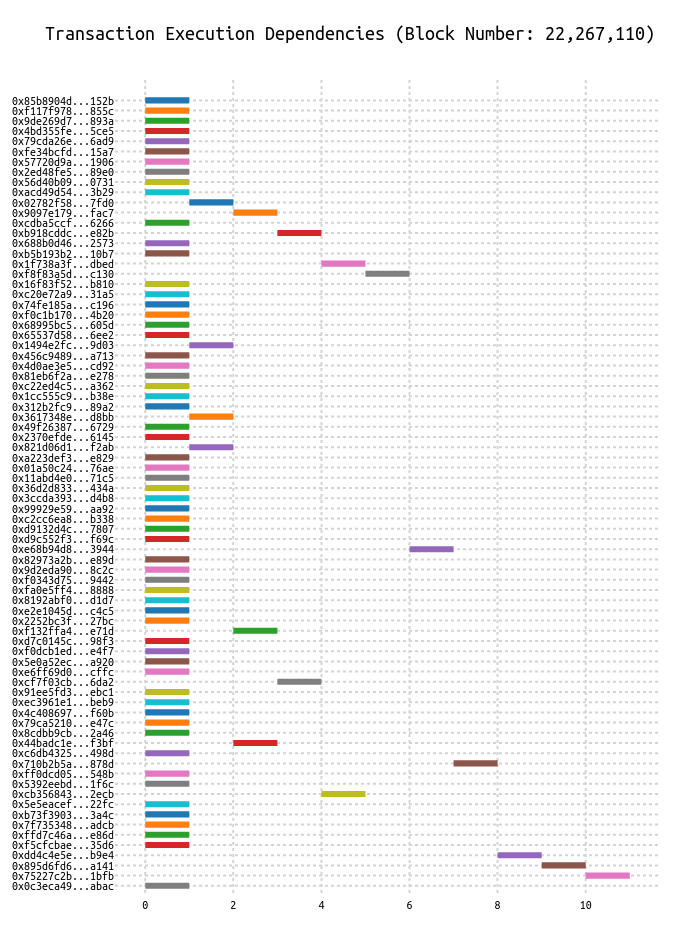 Transaction Execution Dependencies (Block Number: 22,267,110)
0x85b8904d...152b
0xf117f978...855c
0x9de269d7...893a
0x4bd355fe...5ce5
0x79cda26e...6ad9
0xfe34bcfd...15a7
0x57720d9a...1906
0x2ed48fe5...89e0
0x56d40b09...0731
0xacd49d54...3b29
0x02782f58...7fd0
0x9097e179...fac7
0xcdba5ccf...6266
0xb918cddc...e82b
0x688b0d46...2573
0xb5b193b2...10b7
0x1f738a3f...dbed
0xf8f83a5d...c130
0x16f83f52...b810
0xc20e72a9...31a5
0x74fe185a...c196
0xf0c1b170...4b20
0x68995bc5...605d
0x65537d58...6ee2
0x1494e2fc...9d03
0x456c9489...a713
0x4d0ae3e5...cd92
0x81eb6f2a...e278
0xc22ed4c5...a362
0x1cc555c9...b38e
0x312b2fc9...89a2
0x3617348e...d8bb
0x49f26387...6729
0x2370efde...6145
0x821d06d1...f2ab
0xa223def3...e829
0x01a50c24...76ae
0x11abd4e0...71c5
0x36d2d833...434a
0x3ccda393...d4b8
0x99929e59...aa92
0xc2cc6ea8...b338
0xd9132d4c...7807
0xd9c552f3...f69c
0xe68b94d8...3944
0x82973a2b...e89d
0x9d2eda90...8c2c
0xf0343d75...9442
0xfa0e5ff4...8888
0x8192abf0...d1d7
0xe2e1045d...c4c5
0x2252bc3f...27bc
0xf132ffa4...e71d
0xd7c0145c...98f3
0xf0dcb1ed...e4f7
0x5e0a52ec...a920
0xe6ff69d0...cffc
0xcf7f03cb...6da2
0x91ee5fd3...ebc1
0xec3961e1...beb9
0x4c408697...f60b
0x79ca5210...e47c
0x8cdbb9cb...2a46
0x44badc1e...f3bf
0xc6db4325...498d
0x710b2b5a...878d
0xff0dcd05...548b
0x5392eebd...1f6c
0xcb356843...2ecb
0x5e5eacef...22fc
0xb73f3903...3a4c
0x7f735348...adcb
0xffd7c46a...e86d
0xf5cfcbae...35d6
0xdd4c4e5e...b9e4
0x895d6fd6...a141
0x75227c2b...1bfb
0x0c3eca49...abac
0 2 4 6 8 10